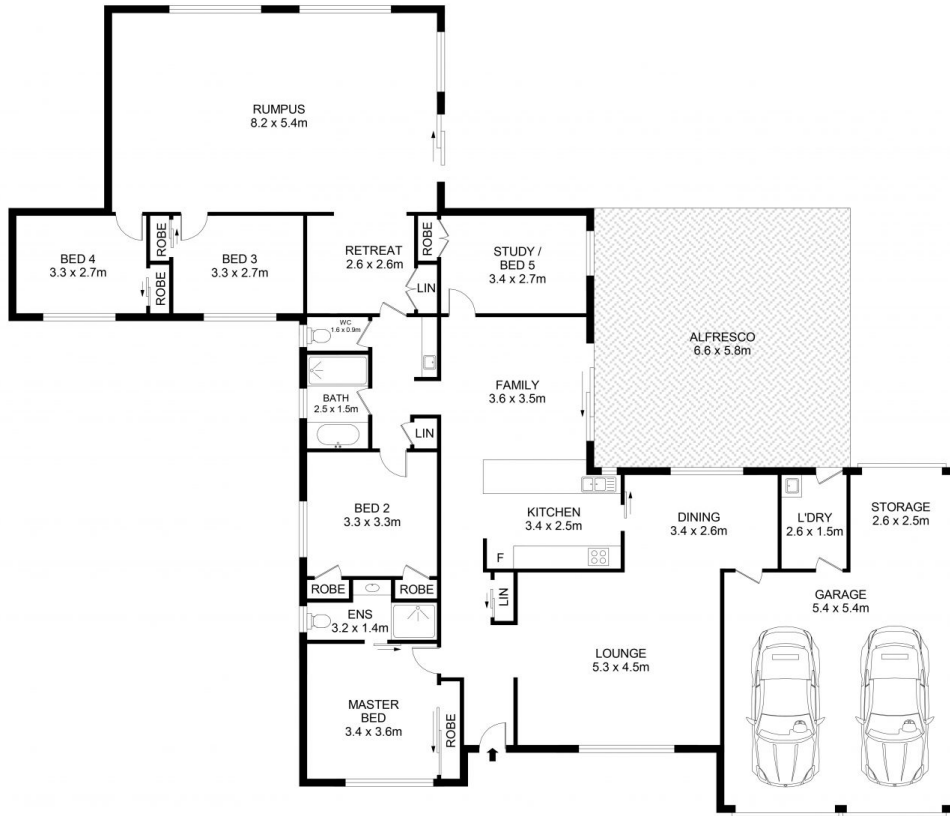 RUMPUS
8.2 x 5.4m
BED 4
3.3 x 2.7m
ROBE
ROBE
BED 3
3.3 x 2.7m
RETREAT
2.6 x 2.6m
ROBE
LIN
STUDY /
BED 5
3.4 x 2.7m
WC
1.6 x 0.9m
BATH
2.5 x 1.5m
LIN
FAMILY
3.6 x 3.5m
ALFRESCO
6.6 x 5.8m
BED 2
3.3 x 3.3m
ROBE
ROBE
KITCHEN
3.4 x 2.5m
F
DINING
3.4 x 2.6m
L'DRY
2.6 x 1.5m
STORAGE
2.6 x 2.5m
LIN
ENS
3.2 x 1.4m
GARAGE
5.4 x 5.4m
LOUNGE
5.3 x 4.5m
MASTER
BED
3.4 x 3.6m
ROBE